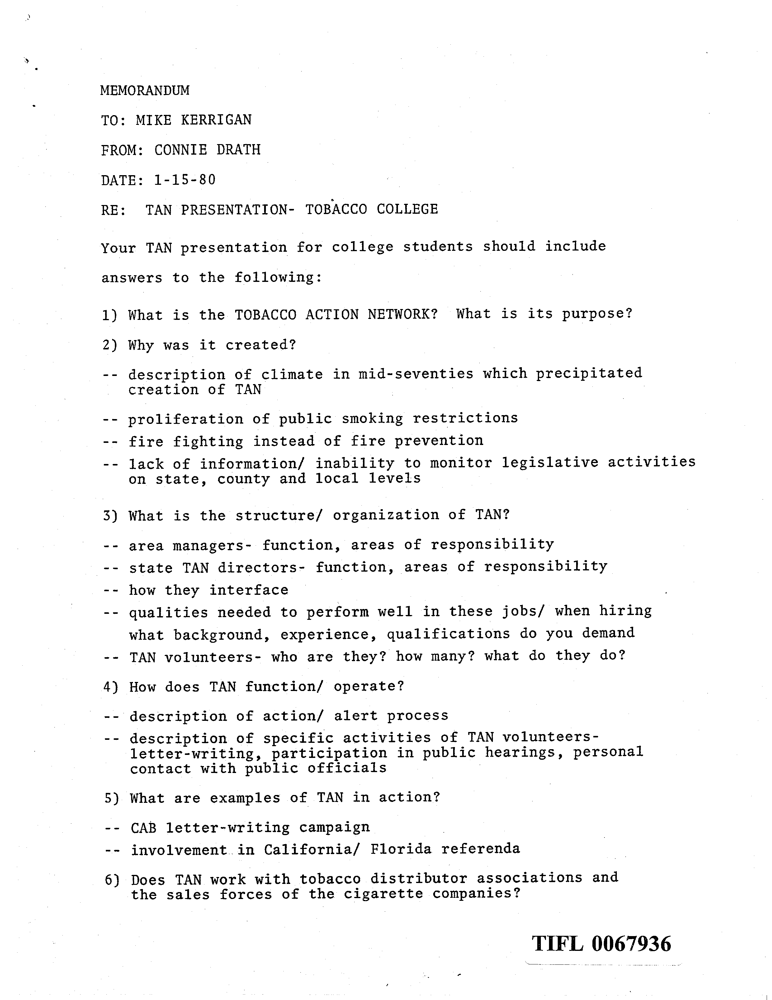 MEMORANDUM
TO: MIKE KERRIGAN
FROM: CONNIE DRATH
DATE: 1-15-80
RE: TAN PRESENTATION- TOBACCO COLLEGE
Your TAN presentation for college students should include
answers to the following:
1) What is the TOBACCO ACTION NETWORK? What is its purpose?
2) Why was it created?
-- description of climate in mid-seventies which precipitated
creation of TAN
-- proliferation of public smoking restrictions
-- fire fighting instead of fire prevention
-- lack of information/ inability to monitor legislative activities
on state, county and local levels
3) What is the structure/ organization of TAN?
-- area managers- function, areas of responsibility
-- state TAN directors- function, areas of responsibility
-- how they interface
-- qualities needed to perform well in these jobs/ when hiring
what background, experience, qualifications do you demand
-- TAN volunteers- who are they? how many? what do they do?
4) How does TAN function/ operate?
-- description of action/ alert process
-- description of specific activities of TAN volunteers-
letter-writing, participation in public hearings, personal
contact with public officials
5) What are examples of TAN in action?
-- CAB letter-writing campaign
-- involvement in California/ Florida referenda
6) Does TAN work with tobacco distributor associations and
the sales forces of the cigarette companies?
TIFL 0067936